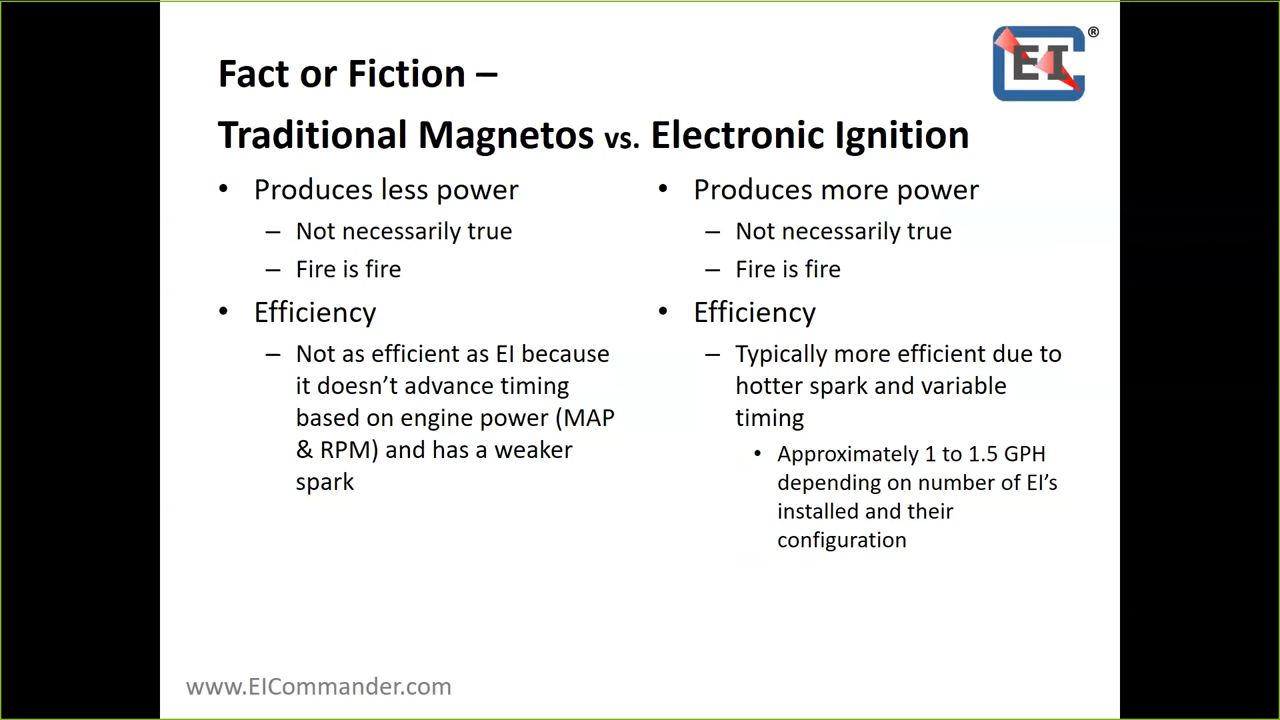 Fact or Fiction –
Traditional Magnetos vs. Electronic Ignition
EI
®
• Produces less power
– Not necessarily true
– Fire is fire
• Efficiency
– Not as efficient as EI because
it doesn’t advance timing
based on engine power (MAP
& RPM) and has a weaker
spark
• Produces more power
– Not necessarily true
– Fire is fire
• Efficiency
– Typically more efficient due to
hotter spark and variable
timing
• Approximately 1 to 1.5 GPH
depending on number of EI’s
installed and their
configuration
www.EICommander.com